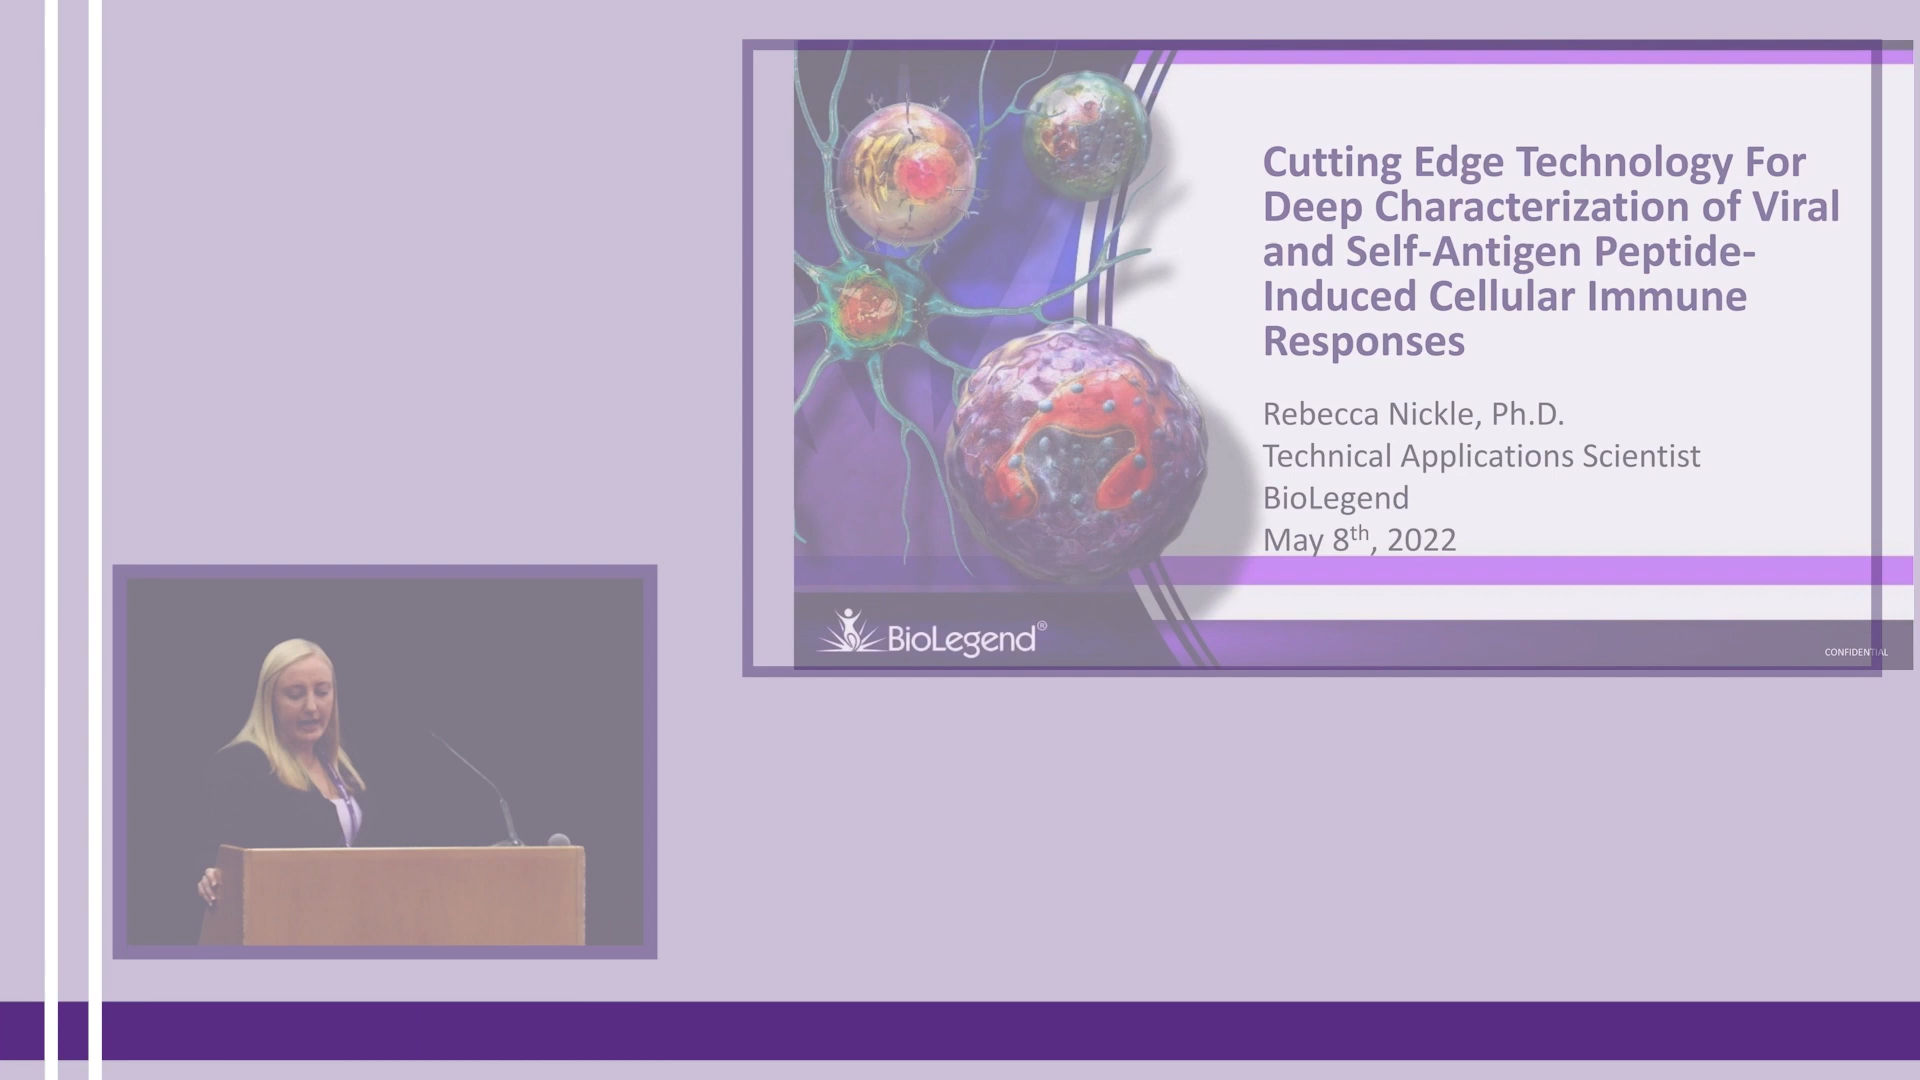 Cutting Edge Technology For
Deep Characterization of Viral
and Self-Antigen Peptide-
Induced Cellular Immune
Responses
Rebecca Nickle, Ph.D.
Technical Applications Scientist
BioLegend
May 8th, 2022
BioLegend®
CONFIDENTIAL